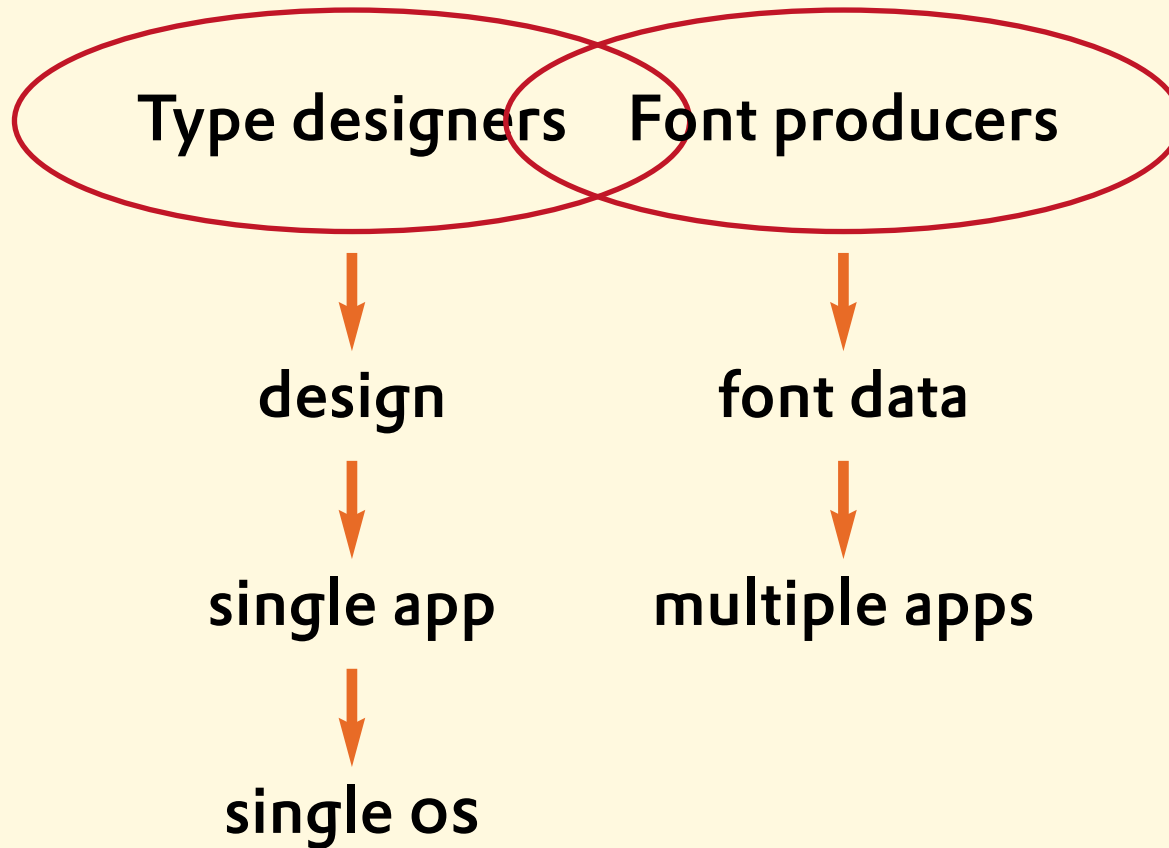 Type designers Font producers
design font data
single app multiple apps
single OS